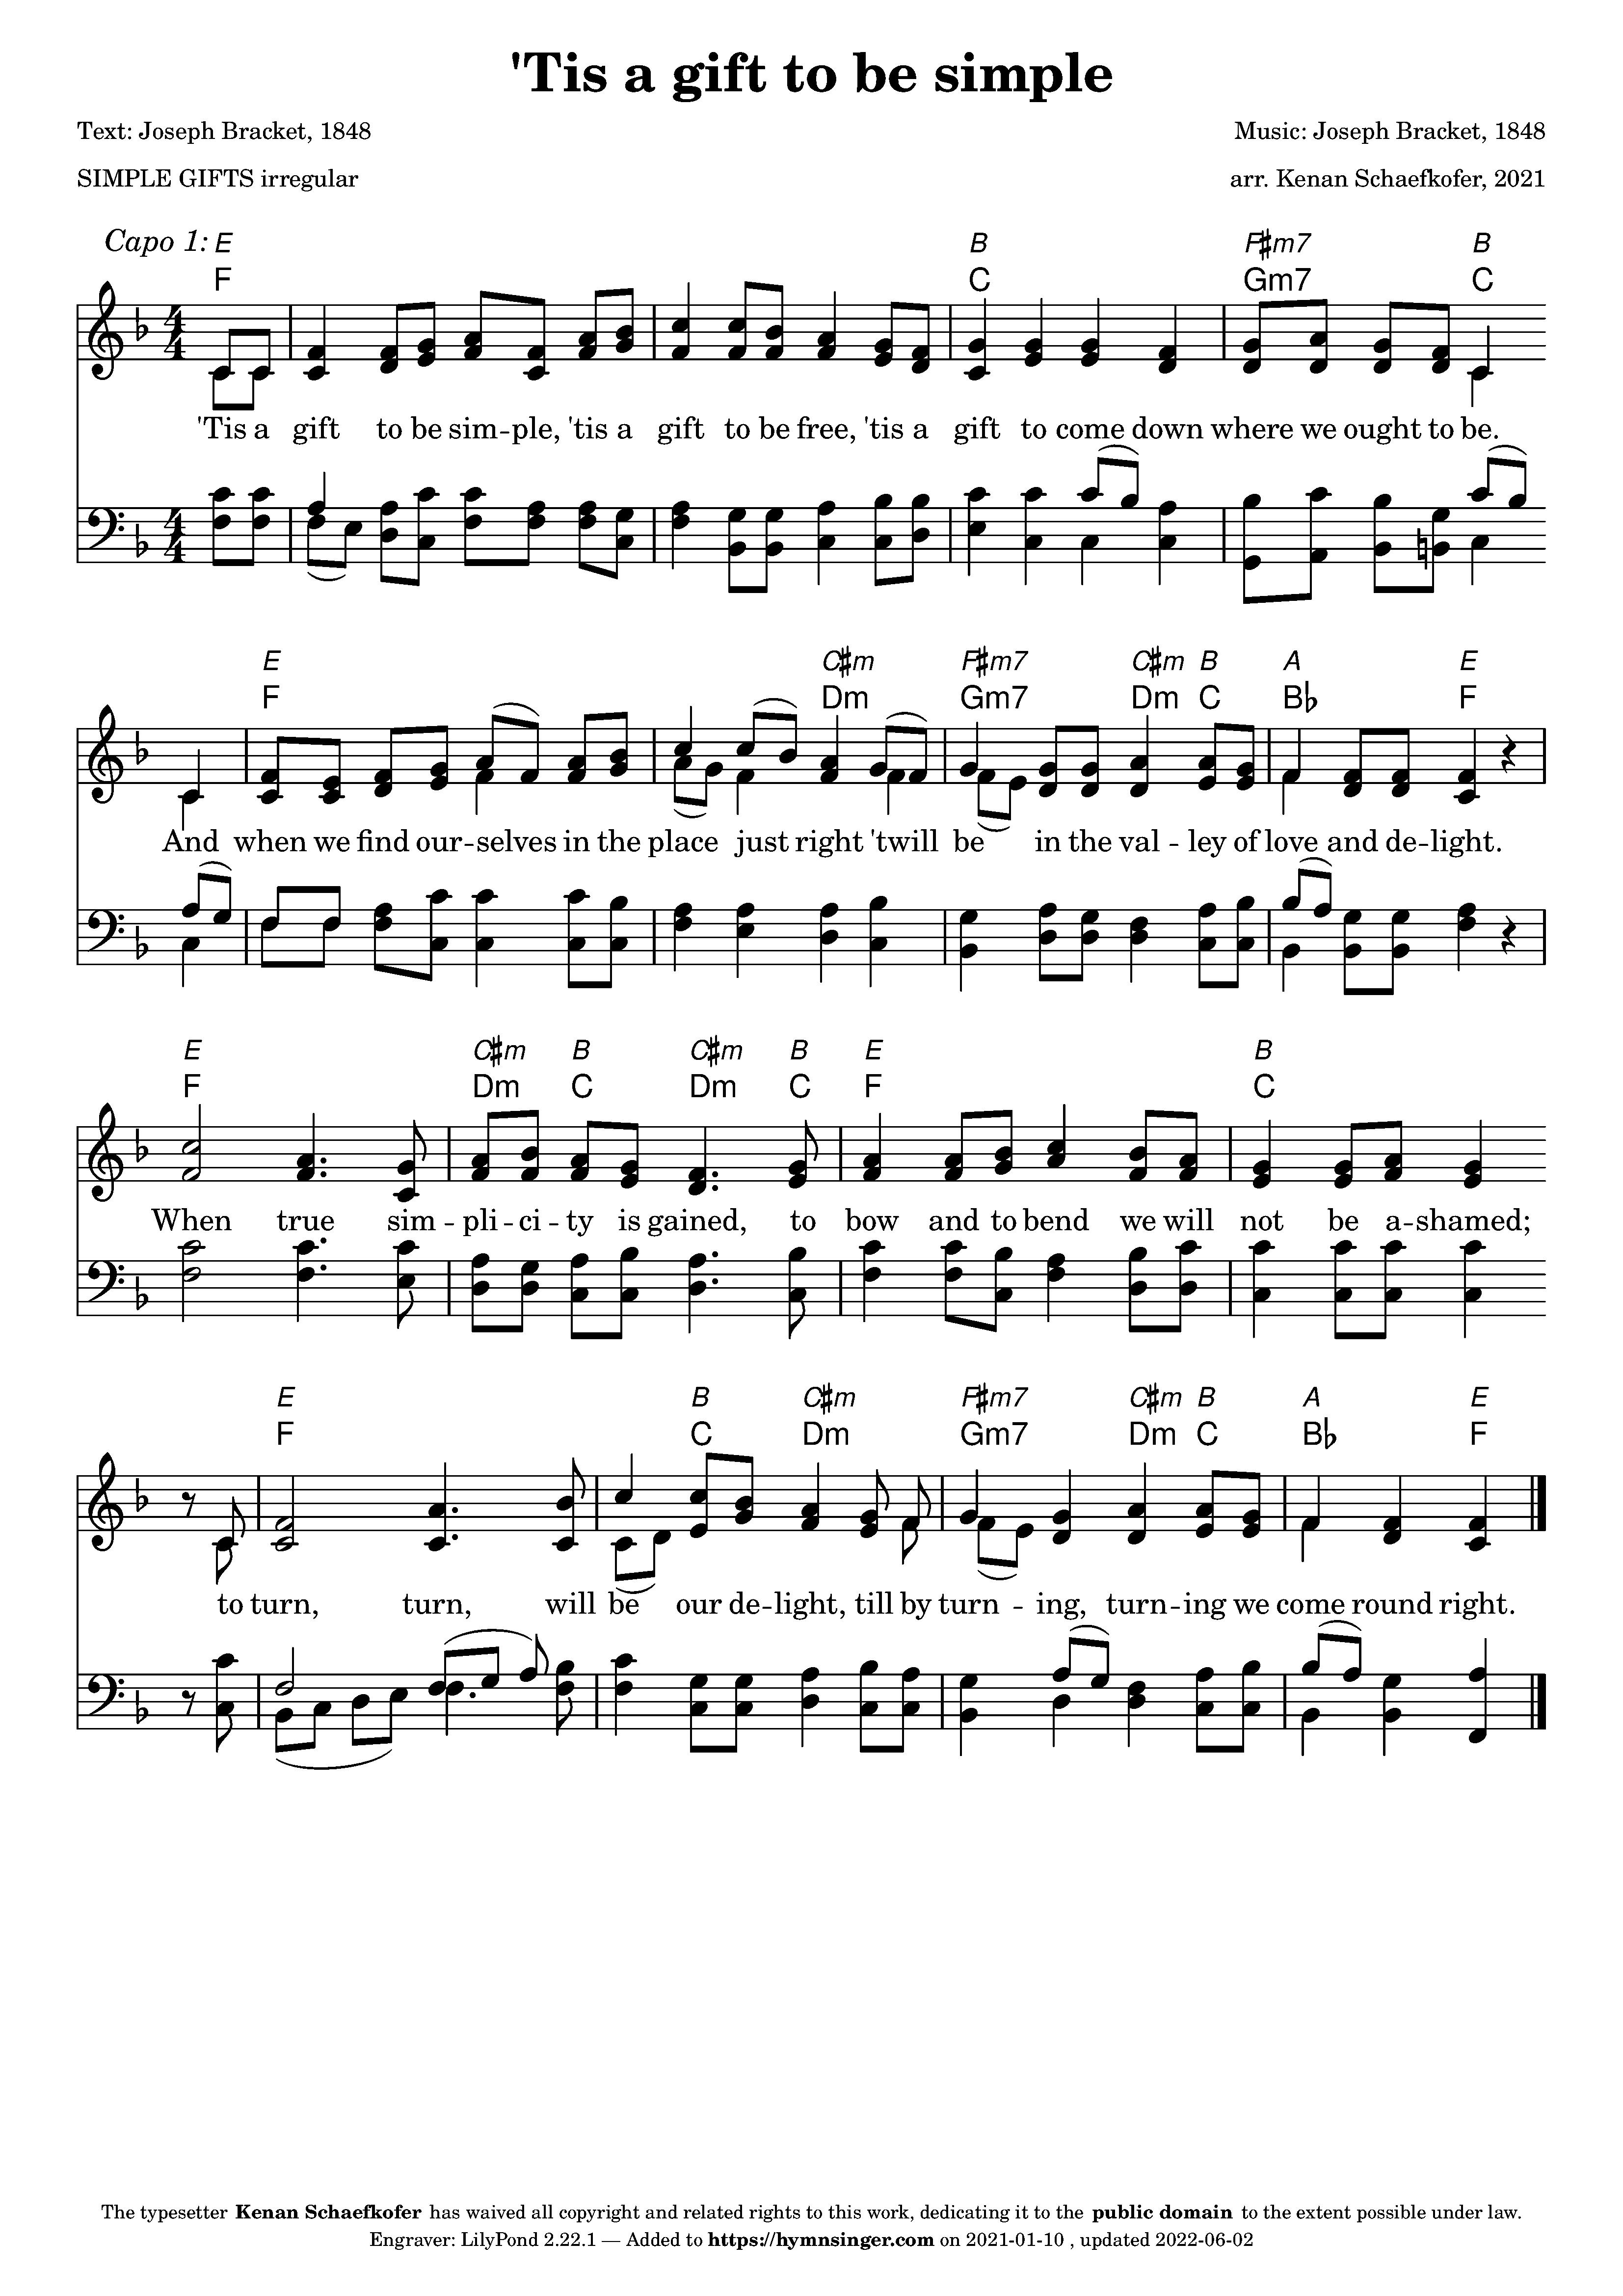 'Tis a gift to be simple
Text: Joseph Bracket, 1848
Music: Joseph Bracket, 1848
SIMPLE GIFTS irregular
arr. Kenan Schaefkofer, 2021
Capo 1: E B F♯m7 B
F C Gm7 C
4/4
'Tis a gift to be sim -- ple, 'tis a gift to be free, 'tis a gift to come down where we ought to be.
4/4
E C♯m F♯m7 C♯m B A E
F Dm Gm7 Dm C B♭ F
And when we find our -- selves in the place just right 'twill be in the val -- ley of love and de -- light.
E C♯m B C♯m B E B
F Dm C Dm C F C
When true sim -- pli -- ci -- ty is gained, to bow and to bend we will not be a -- shamed;
E B C♯m F♯m7 C♯m B A E
F C Dm Gm7 Dm C B♭ F
to turn, turn, will be our de -- light, till by turn -- ing, turn -- ing we come round right.
The typesetter Kenan Schaefkofer has waived all copyright and related rights to this work, dedicating it to the public domain to the extent possible under law.
Engraver: LilyPond 2.22.1 — Added to https://hymnsinger.com on 2021-01-10 , updated 2022-06-02